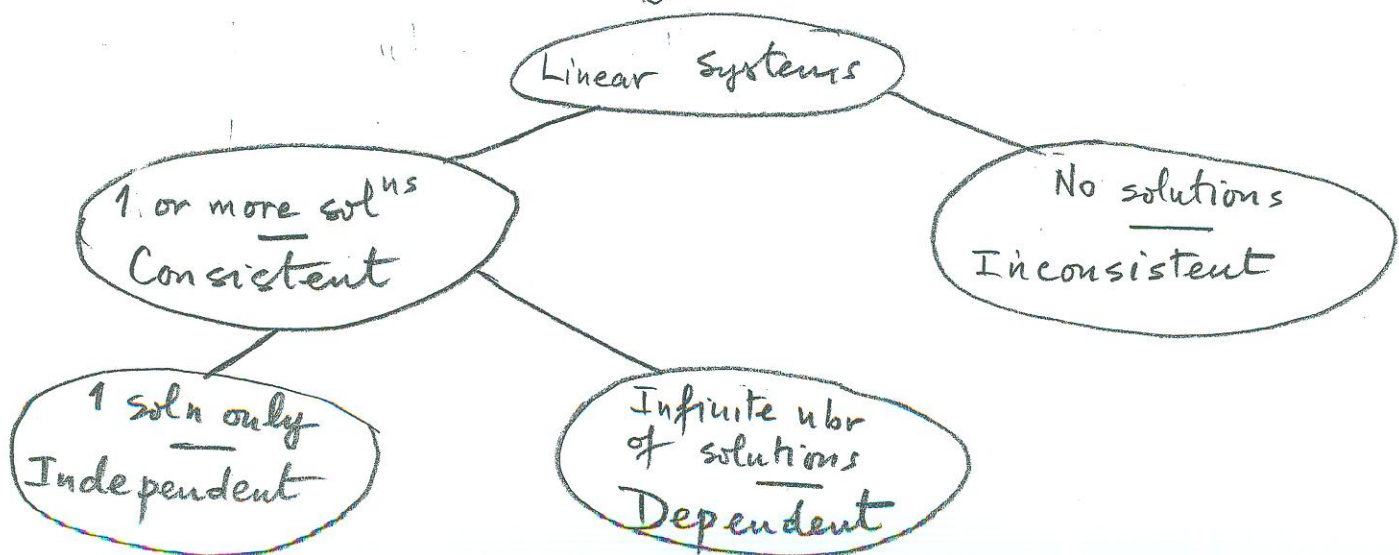 Linear Systems
1 or more solⁿˢ
Consistent
No solutions
Inconsistent
1 soln only
Independent
Infinite nbr
of solutions
Dependent